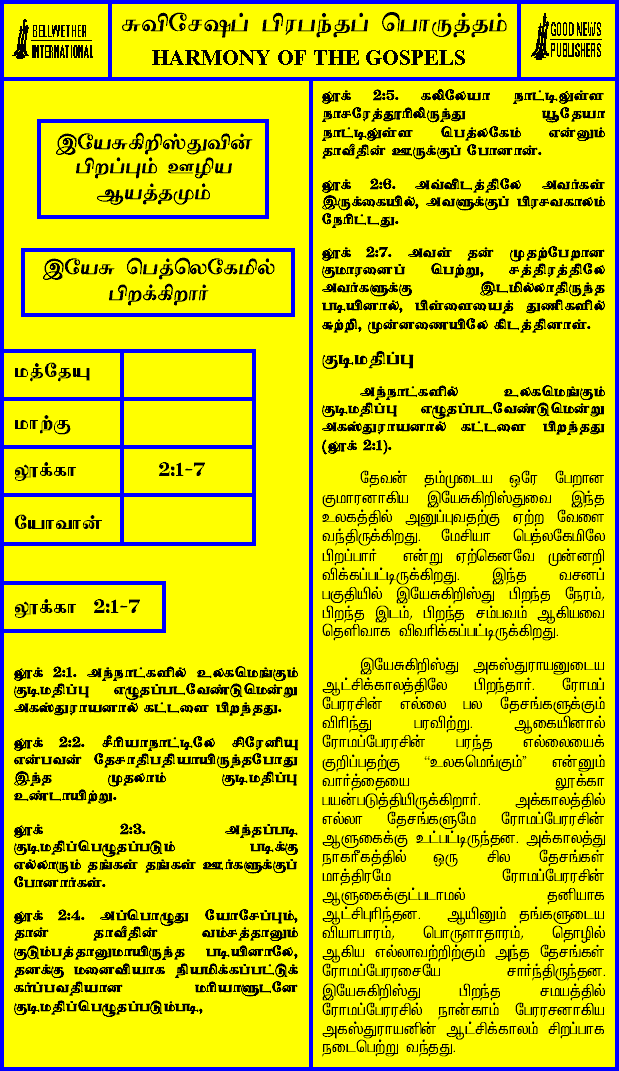 BELLWETHER
INTERNATIONAL
சுவிசேஷப் பிரபந்தப் பொருத்தம்
HARMONY OF THE GOSPELS
GOOD NEWS
PUBLISHERS
இயேசுகிறிஸ்துவின்
பிறப்பும் ஊழிய
ஆயத்தமும்
இயேசு பெத்லெகேமில்
பிறக்கிறார்
மத்தேயு
மாற்கு
லூக்கா 2:1-7
யோவான்
லூக்கா 2:1-7
லூக் 2:1. அந்நாட்களில் உலகமெங்கும்
குடிமதிப்பு எழுதப்படவேண்டுமென்று
அகஸ்துராயனால் கட்டளை பிறந்தது.
லூக் 2:2. சீரியாநாட்டிலே சிரேனியு
என்பவன் தேசாதிபதியாயிருந்தபோது
இந்த முதலாம் குடிமதிப்பு
உண்டாயிற்று.
லூக் 2:3. அந்தப்படி
குடிமதிப்பெழுதப்படும் படிக்கு
எல்லாரும் தங்கள் தங்கள் ஊர்களுக்குப்
போனார்கள்.
லூக் 2:4. அப்பொழுது யோசேப்பும்,
தான் தாவீதின் வம்சத்தானும்
குடும்பத்தானுமாயிருந்த படியினாலே,
தனக்கு மனைவியாக நியமிக்கப்பட்டுக்
கர்ப்பவதியான மரியாளுடனே
குடிமதிப்பெழுதப்படும்படி,
லூக் 2:5. கலிலேயா நாட்டிலுள்ள
நாசரேத்தூரிலிருந்து யூதேயா
நாட்டிலுள்ள பெத்லகேம் என்னும்
தாவீதின் ஊருக்குப் போனான்.
லூக் 2:6. அவ்விடத்திலே அவர்கள்
இருக்கையில், அவளுக்குப் பிரசவகாலம்
நேரிட்டது.
லூக் 2:7. அவள் தன் முதற்பேறான
குமாரனைப் பெற்று, சத்திரத்திலே
அவர்களுக்கு இடமில்லாதிருந்த
படியினால், பிள்ளையைத் துணிகளில்
சுற்றி, முன்னணையிலே கிடத்தினாள்.
குடிமதிப்பு
அந்நாட்களில் உலகமெங்கும்
குடிமதிப்பு எழுதப்படவேண்டுமென்று
அகஸ்துராயனால் கட்டளை பிறந்தது
(லூக் 2:1).
தேவன் தம்முடைய ஒரே பேறான
குமாரனாகிய இயேசுகிறிஸ்துவை இந்த
உலகத்தில் அனுப்புவதற்கு ஏற்ற வேளை
வந்திருக்கிறது. மேசியா பெத்லகேமிலே
பிறப்பார் என்று ஏற்கெனவே முன்னறி
விக்கப்பட்டிருக்கிறது. இந்த வசனப்
பகுதியில் இயேசுகிறிஸ்து பிறந்த நேரம்,
பிறந்த இடம், பிறந்த சம்பவம் ஆகியவை
தெளிவாக விவரிக்கப்பட்டிருக்கிறது.
இயேசுகிறிஸ்து அகஸ்துராயனுடைய
ஆட்சிக்காலத்திலே பிறந்தார். ரோமப்
பேரரசின் எல்லை பல தேசங்களுக்கும்
விரிந்து பரவிற்று. ஆகையினால்
ரோமப்பேரரசின் பரந்த எல்லையைக்
குறிப்பதற்கு “உலகமெங்கும்” என்னும்
வார்த்தையை லூக்கா
பயன்படுத்தியிருக்கிறார். அக்காலத்தில்
எல்லா தேசங்களுமே ரோமப்பேரரசின்
ஆளுகைக்கு உட்பட்டிருந்தன. அக்காலத்து
நாகரீகத்தில் ஒரு சில தேசங்கள்
மாத்திரமே ரோமப்பேரரசின்
ஆளுகைக்குட்படாமல் தனியாக
ஆட்சிபுரிந்தன. ஆயினும் தங்களுடைய
வியாபாரம், பொருளாதாரம், தொழில்
ஆகிய எல்லாவற்றிற்கும் அந்த தேசங்கள்
ரோமப்பேரரசையே சார்ந்திருந்தன.
இயேசுகிறிஸ்து பிறந்த சமயத்தில்
ரோமப்பேரரசில் நான்காம் பேரரசனாகிய
அகஸ்துராயனின் ஆட்சிக்காலம் சிறப்பாக
நடைபெற்று வந்தது.